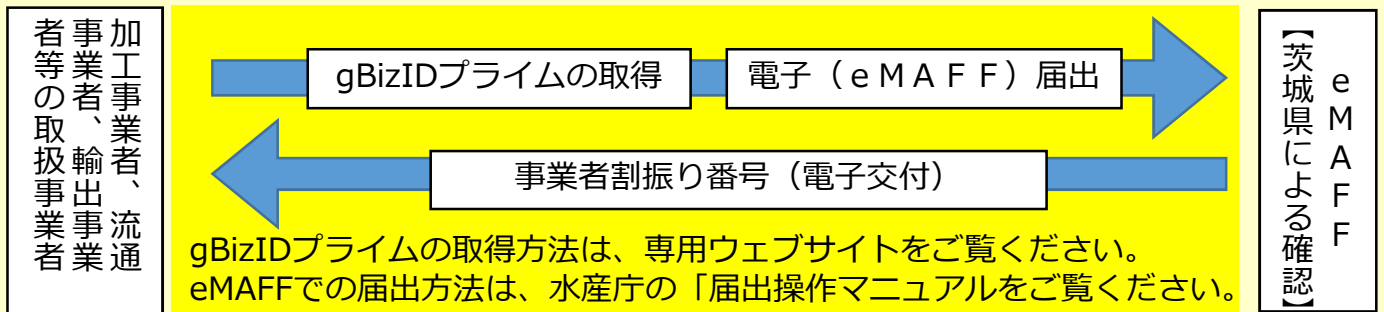 加工事業者、流通
事業者、輸出事業
者等の取扱事業者
gBizIDプライムの取得
電子（ｅＭＡＦＦ）届出
事業者割振り番号（電子交付）
gBizIDプライムの取得方法は、専用ウェブサイトをご覧ください。
eMAFFでの届出方法は、水産庁の「届出操作マニュアルをご覧ください。
ｅＭＡＦＦ
【茨城県による確認】